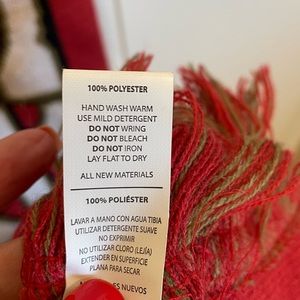 100% POLYESTER
HAND WASH WARM
USE MILD DETERGENT
DO NOT WRING
DO NOT BLEACH
DO NOT IRON
LAY FLAT TO DRY
ALL NEW MATERIALS
100% POLIÉSTER
LAVAR A MANO CON AGUA TIBIA
UTILIZAR DETERGENTE SUAVE
NO EXPRIMIR
NO UTILIZAR CLORO (LEJÍA)
EXTENDER EN SUPERFICIE
PLANA PARA SECAR
ES NUEVOS